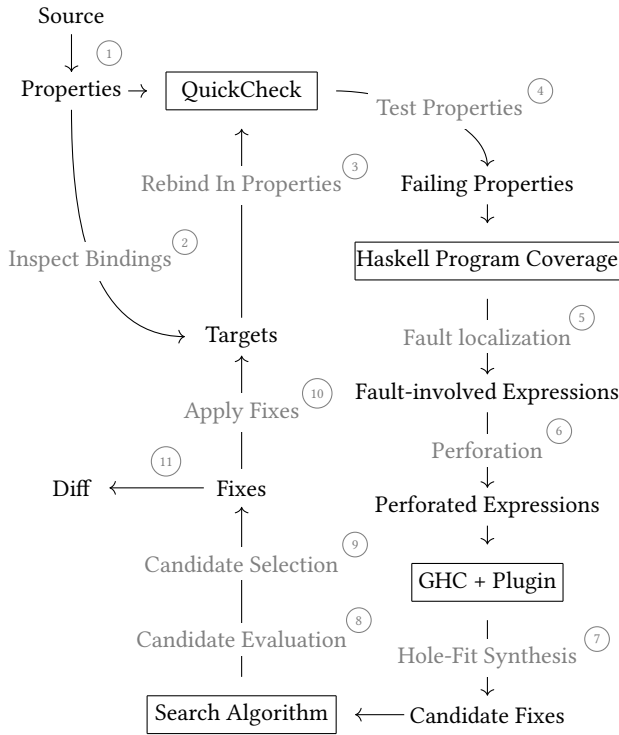 Source
1
Properties
QuickCheck
Test Properties 4
Rebind In Properties 3
Failing Properties
Inspect Bindings 2
Haskell Program Coverage
Targets
Fault localization 5
Apply Fixes 10
Fault-involved Expressions
Perforation 6
11
Diff
Fixes
Perforated Expressions
Candidate Selection 9
GHC + Plugin
Candidate Evaluation 8
Hole-Fit Synthesis 7
Search Algorithm
Candidate Fixes